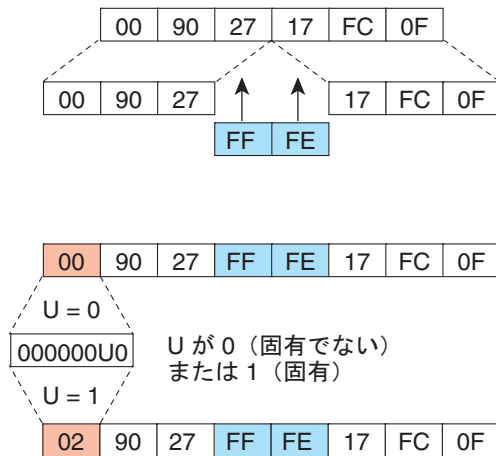 00 90 27 17 FC 0F
00 90 27 17 FC 0F
FF FE
00 90 27 FF FE 17 FC 0F
U = 0
000000U0
U が 0（固有でない）
または 1（固有）
U = 1
02 90 27 FF FE 17 FC 0F